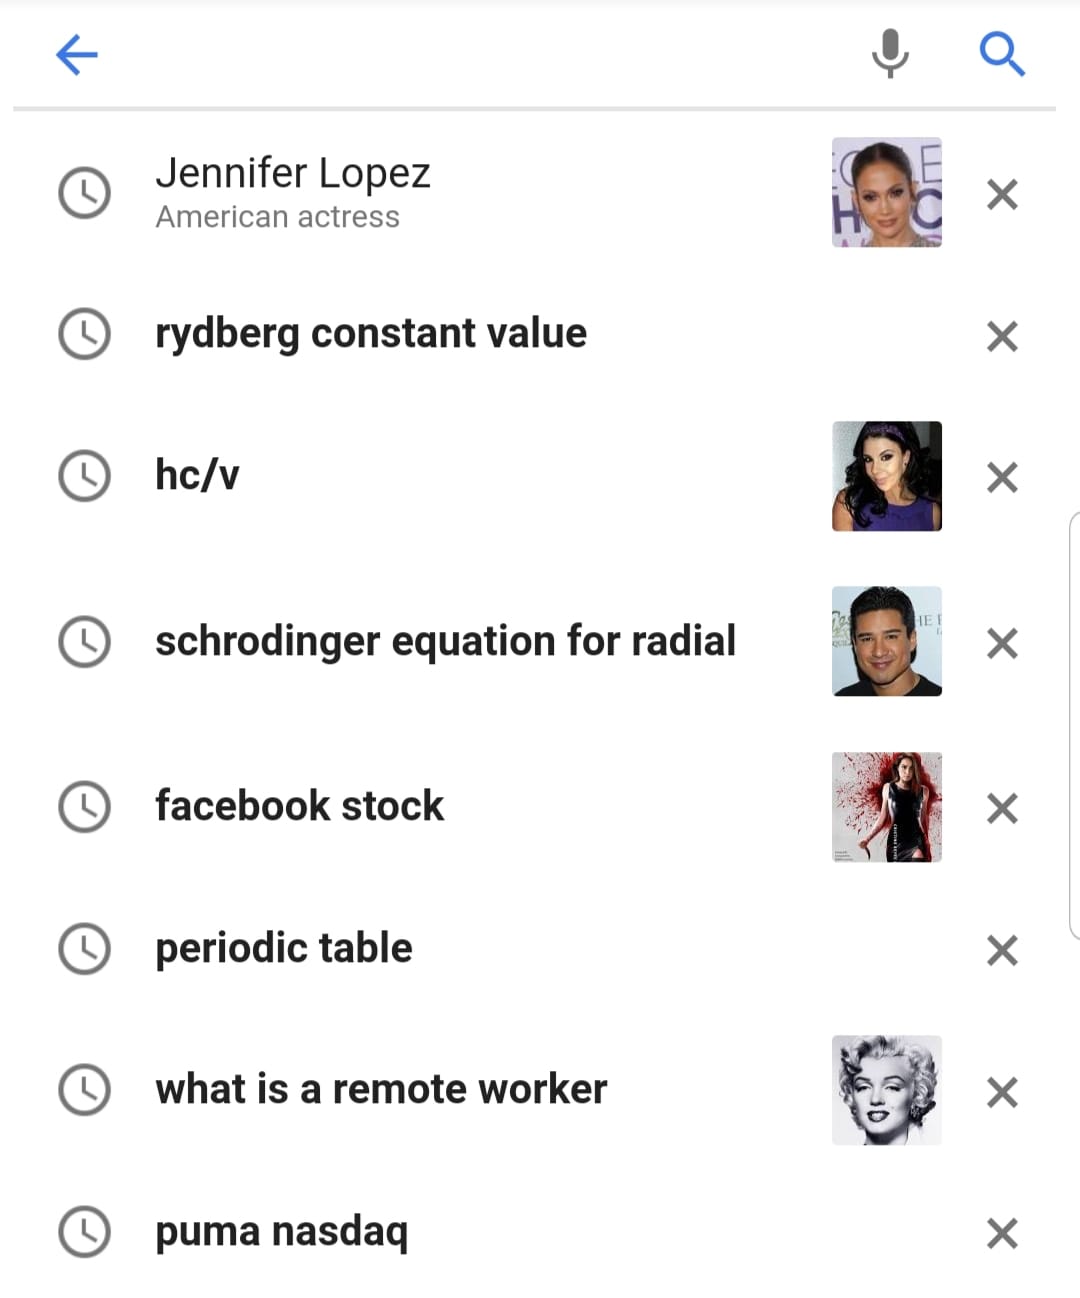 Jennifer Lopez
American actress
rydberg constant value
hc/v
schrodinger equation for radial
facebook stock
periodic table
what is a remote worker
puma nasdaq